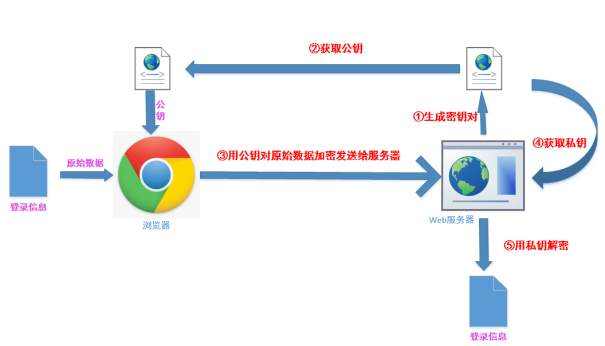 ②获取公钥
公
钥
①生成密钥对
④获取私钥
原始数据
③用公钥对原始数据加密发送给服务器
登录信息
浏览器
Web服务器
⑤用私钥解密
登录信息